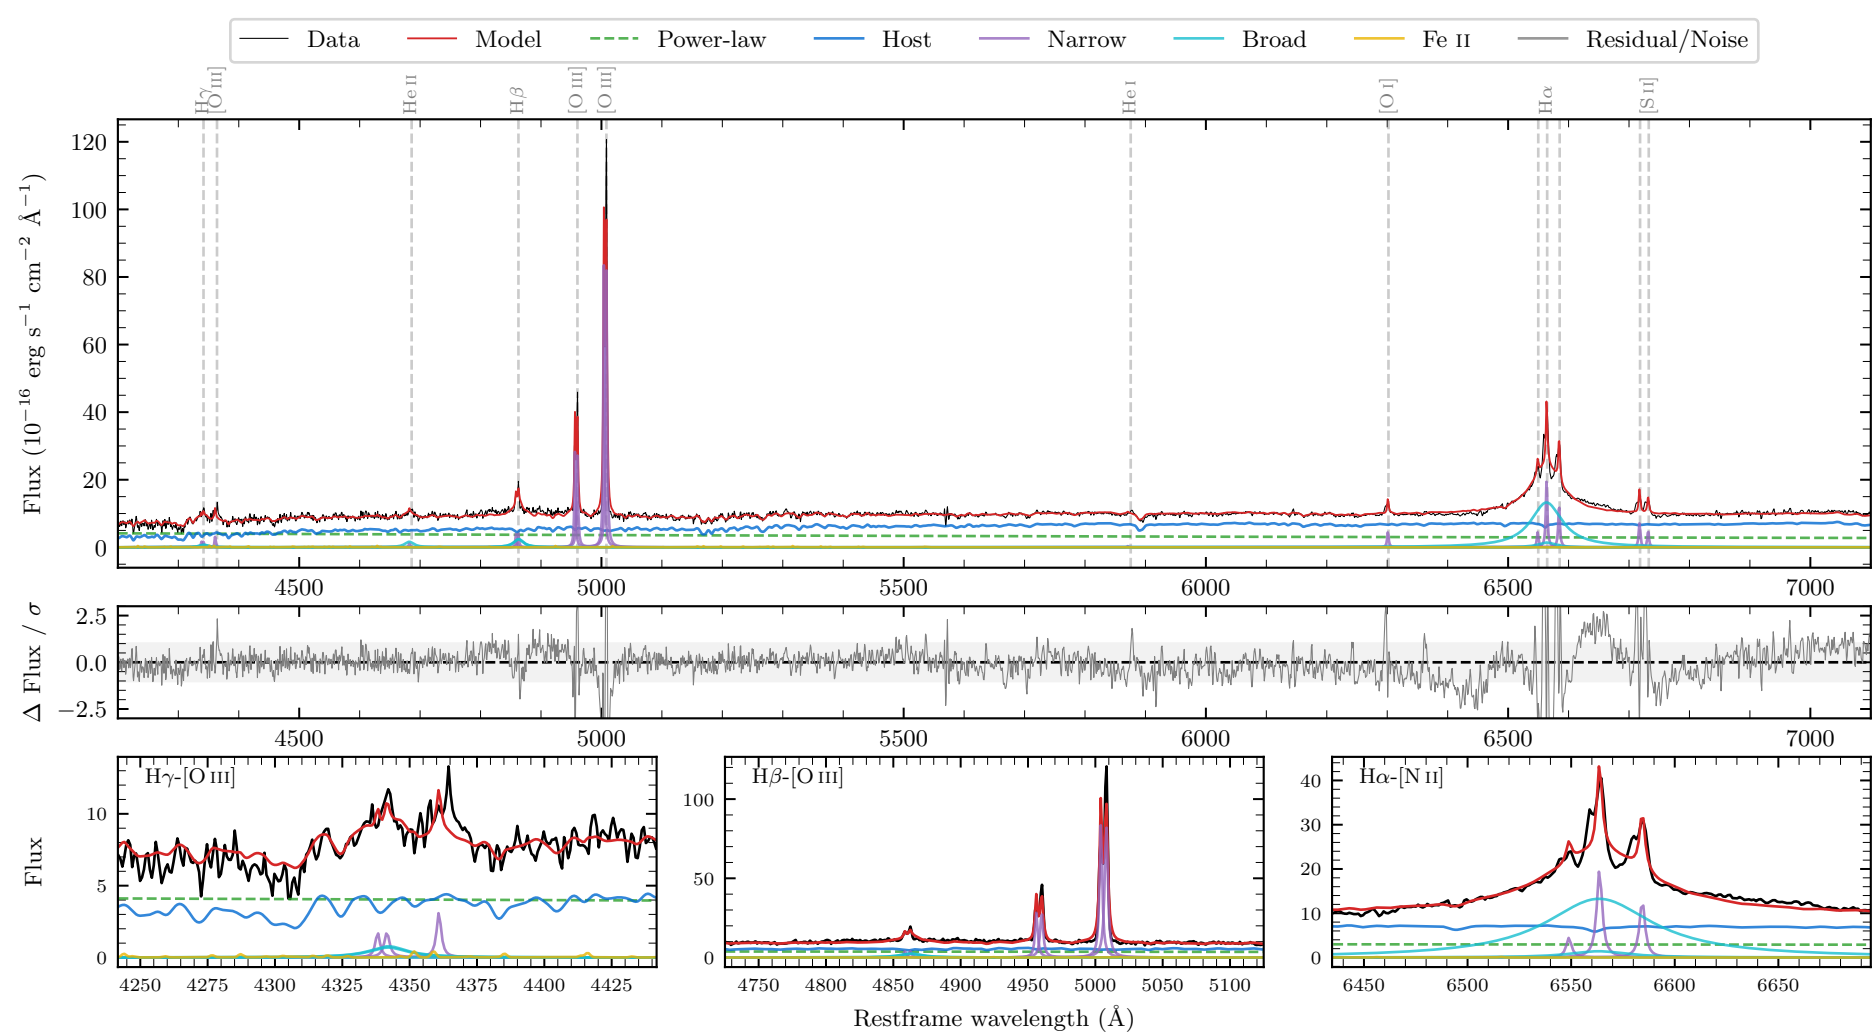 Data Model Power-law Host Narrow Broad Fe II Residual/Noise
Hγ [O III] He II Hβ [O III] [O III] He I [O I] Hα [S II]
Flux (10⁻¹⁶ erg s⁻¹ cm⁻² Å⁻¹)
120
100
80
60
40
20
0
4500 5000 5500 6000 6500 7000
Δ Flux / σ
2.5
0.0
−2.5
4500 5000 5500 6000 6500 7000
Flux
Hγ-[O III]
10
5
0
4250 4275 4300 4325 4350 4375 4400 4425
Hβ-[O III]
100
50
0
4750 4800 4850 4900 4950 5000 5050 5100
Hα-[N II]
40
30
20
10
0
6450 6500 6550 6600 6650
Restframe wavelength (Å)